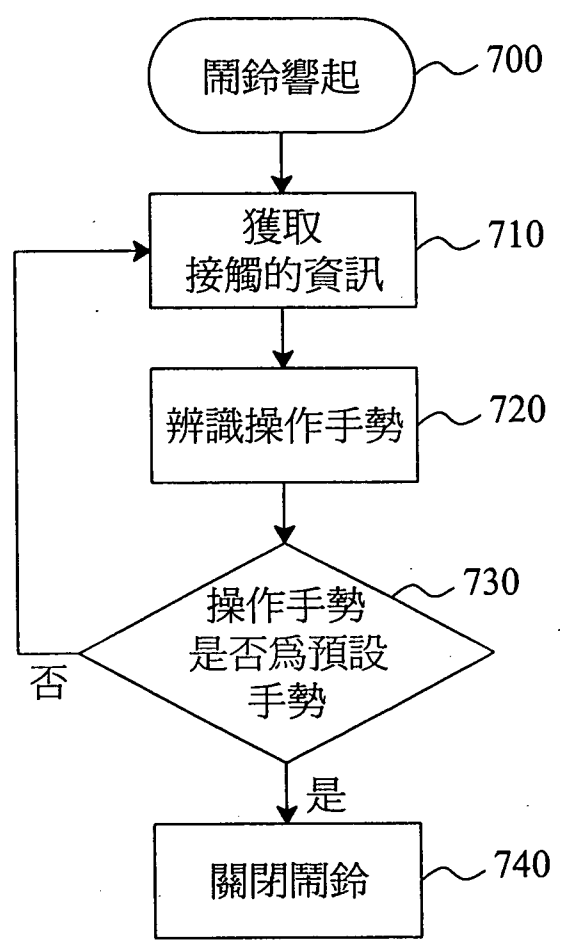 鬧鈴響起
700
獲取
接觸的資訊
710
辨識操作手勢
720
操作手勢
是否為預設
手勢
730
否
是
關閉鬧鈴
740